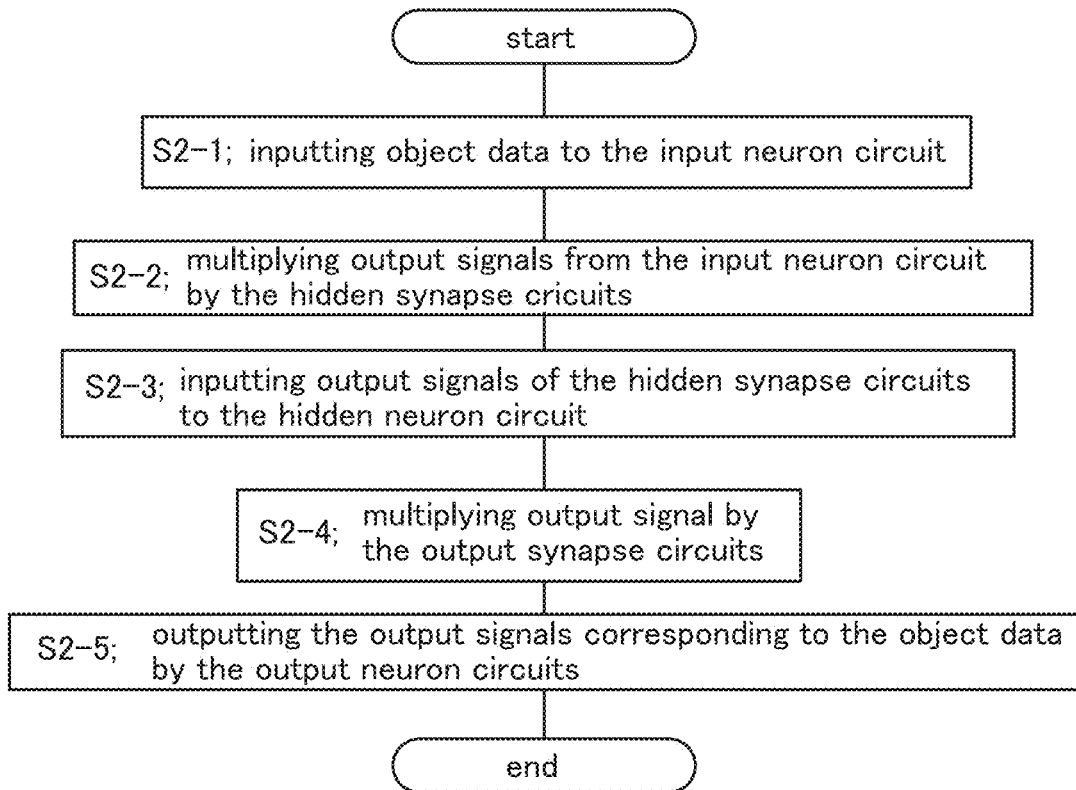 start
S2-1; inputting object data to the input neuron circuit
S2-2; multiplying output signals from the input neuron circuit
by the hidden synapse cricuits
S2-3; inputting output signals of the hidden synapse circuits
to the hidden neuron circuit
S2-4; multiplying output signal by
the output synapse circuits
S2-5; outputting the output signals corresponding to the object data
by the output neuron circuits
end